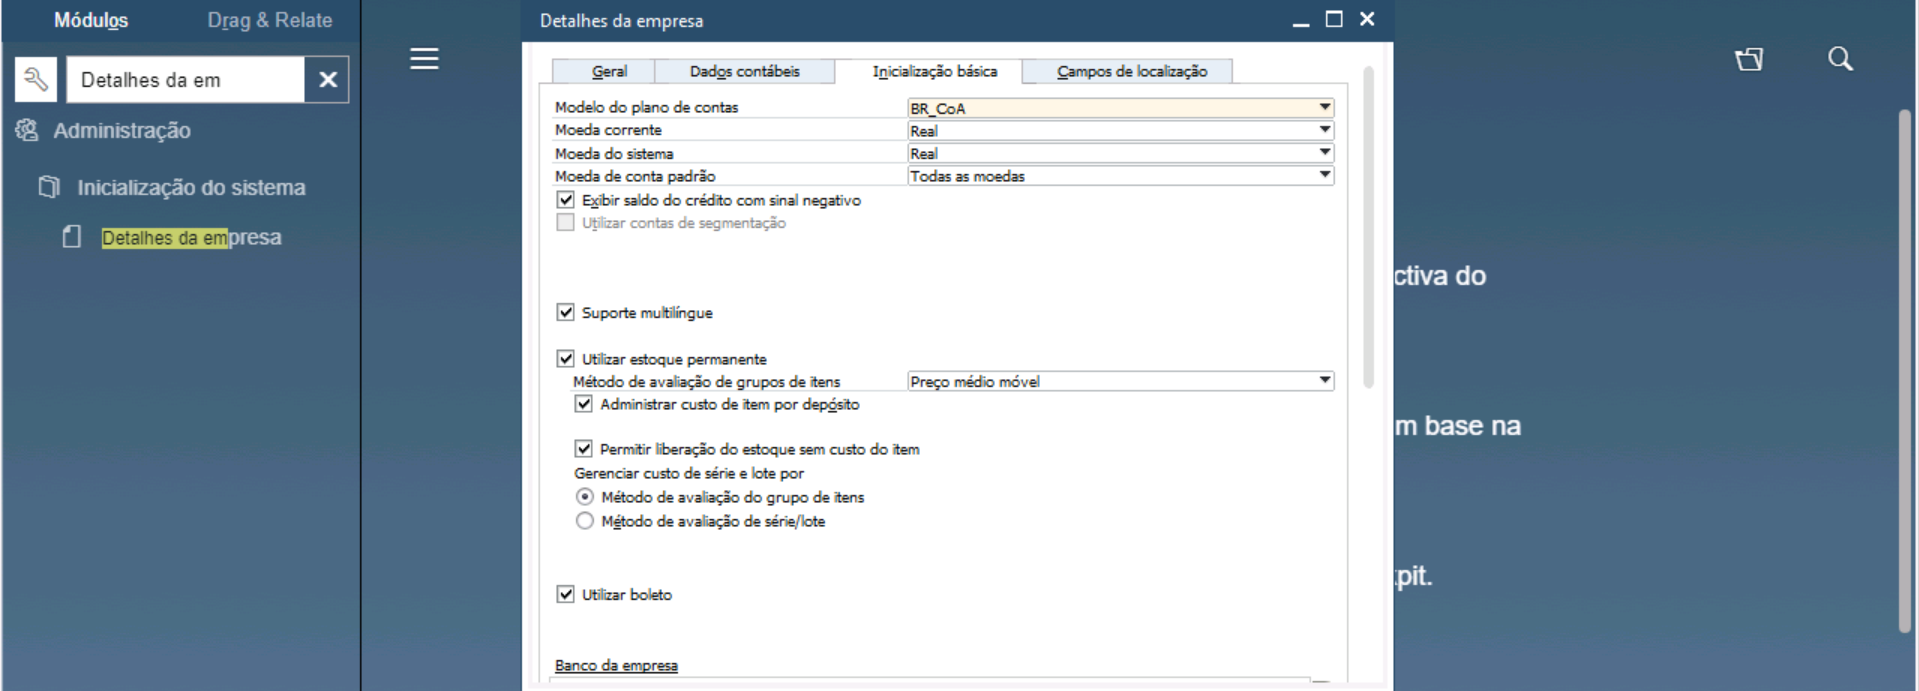 Módulos Drag & Relate
Detalhes da em
Administração
Inicialização do sistema
Detalhes da empresa
Detalhes da empresa
Geral Dados contábeis Inicialização básica Campos de localização
Modelo do plano de contas BR_CoA
Moeda corrente Real
Moeda do sistema Real
Moeda de conta padrão Todas as moedas
Exibir saldo do crédito com sinal negativo
Utilizar contas de segmentação
Suporte multilíngue
Utilizar estoque permanente
Método de avaliação de grupos de itens Preço médio móvel
Administrar custo de item por depósito
Permitir liberação do estoque sem custo do item
Gerenciar custo de série e lote por
Método de avaliação do grupo de itens
Método de avaliação de série/lote
Utilizar boleto
Banco da empresa
ctiva do
m base na
pit.